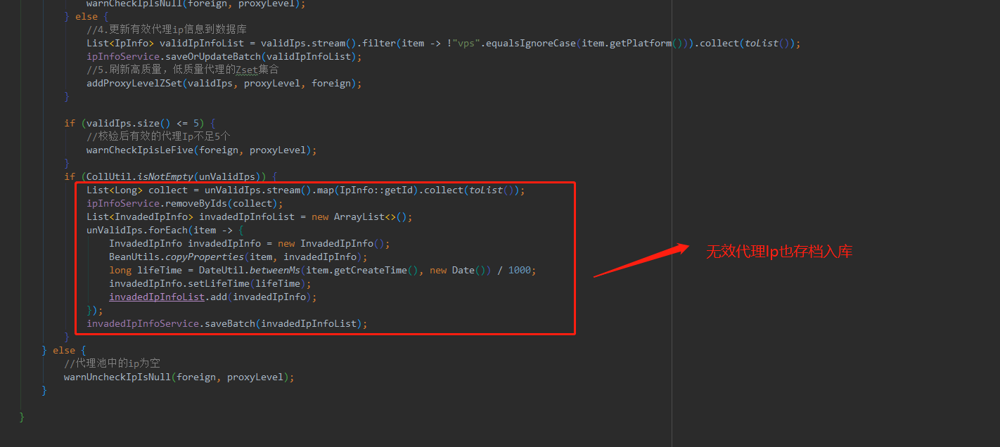 warnCheckIpIsNull(foreign, proxyLevel);
} else {
//4.更新有效代理ip信息到数据库
List<IpInfo> validIpInfoList = validIps.stream().filter(item -> !"vps".equalsIgnoreCase(item.getPlatform())).collect(toList());
ipInfoService.saveOrUpdateBatch(validIpInfoList);
//5.刷新高质量，低质量代理的Zset集合
addProxyLevelZSet(validIps, proxyLevel, foreign);
}
if (validIps.size() <= 5) {
//校验后有效的代理Ip不足5个
warnCheckIpisLeFive(foreign, proxyLevel);
}
if (CollUtil.isNotEmpty(unValidIps)) {
List<Long> collect = unValidIps.stream().map(IpInfo::getId).collect(toList());
ipInfoService.removeByIds(collect);
List<InvadedIpInfo> invadedIpInfoList = new ArrayList<>();
unValidIps.forEach(item -> {
InvadedIpInfo invadedIpInfo = new InvadedIpInfo();
BeanUtils.copyProperties(item, invadedIpInfo);
long lifeTime = DateUtil.betweenMs(item.getCreateTime(), new Date()) / 1000;
invadedIpInfo.setLifeTime(lifeTime);
invadedIpInfoList.add(invadedIpInfo);
});
invadedIpInfoService.saveBatch(invadedIpInfoList);
}
无效代理Ip也存档入库
} else {
//代理池中的ip为空
warnUncheckIpIsNull(foreign, proxyLevel);
}
}